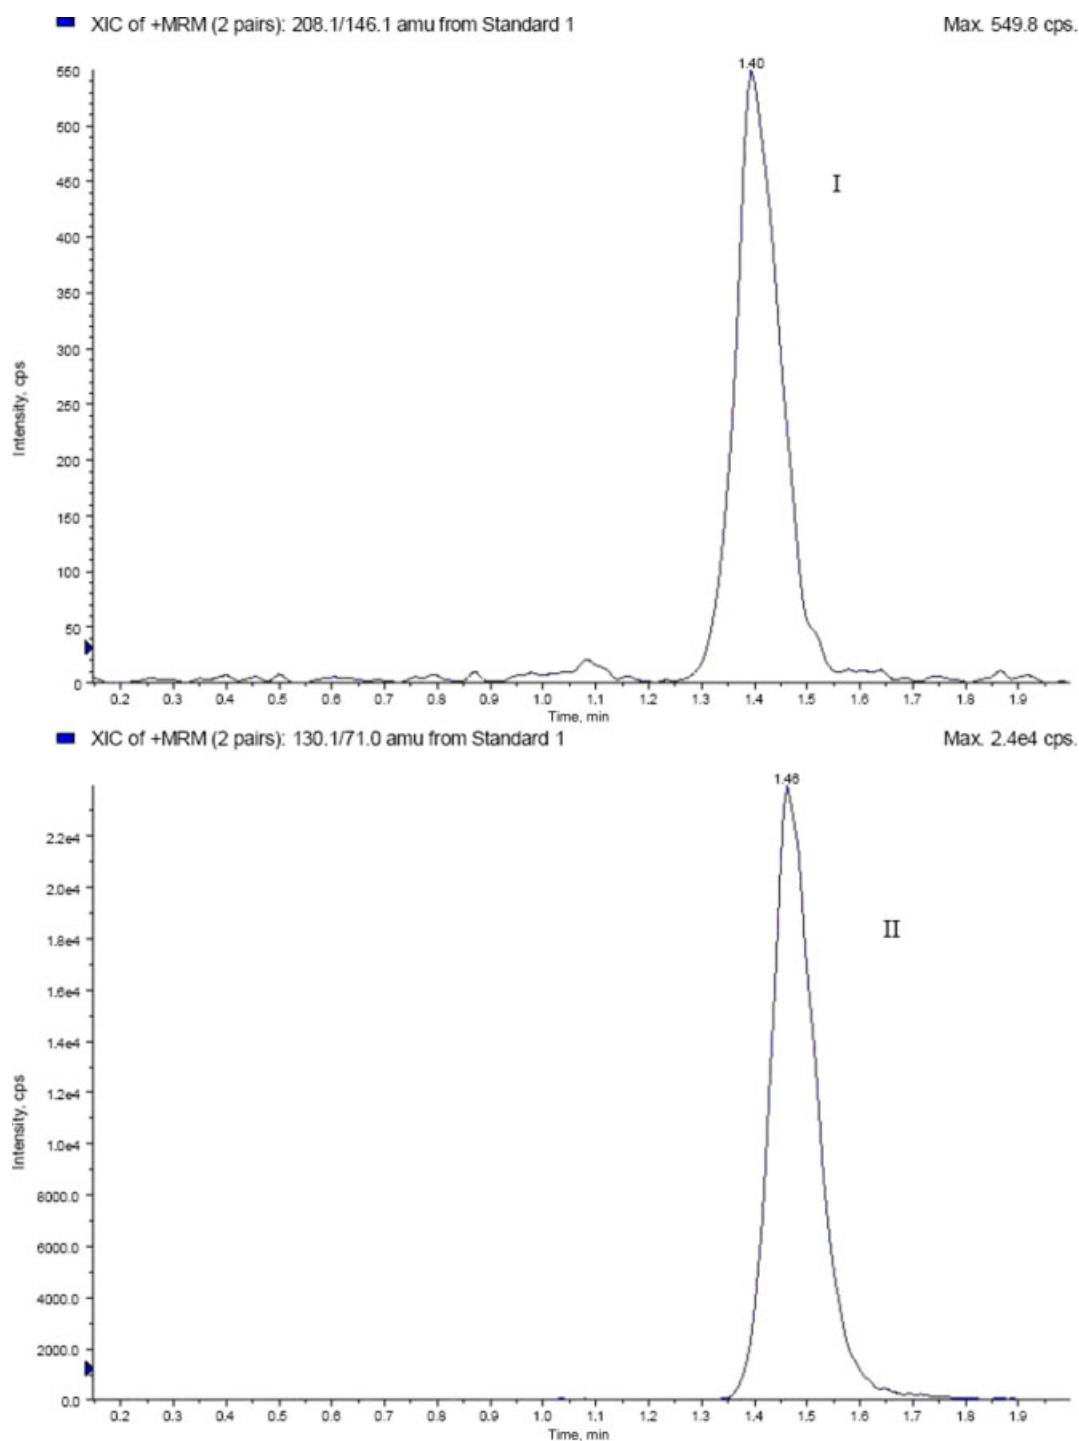 XIC of +MRM (2 pairs): 208.1/146.1 amu from Standard 1 Max. 549.8 cps.
1.40
550
500
450
400
350
300
250
200
150
100
50
0
I
Intensity, cps
0.2 0.3 0.4 0.5 0.6 0.7 0.8 0.9 1.0 1.1 1.2 1.3 1.4 1.5 1.6 1.7 1.8 1.9
Time, min
XIC of +MRM (2 pairs): 130.1/71.0 amu from Standard 1 Max. 2.4e4 cps.
1.46
2.2e4
2.0e4
1.8e4
1.6e4
1.4e4
1.2e4
1.0e4
8000.0
6000.0
4000.0
2000.0
0.0
II
Intensity, cps
0.2 0.3 0.4 0.5 0.6 0.7 0.8 0.9 1.0 1.1 1.2 1.3 1.4 1.5 1.6 1.7 1.8 1.9
Time, min